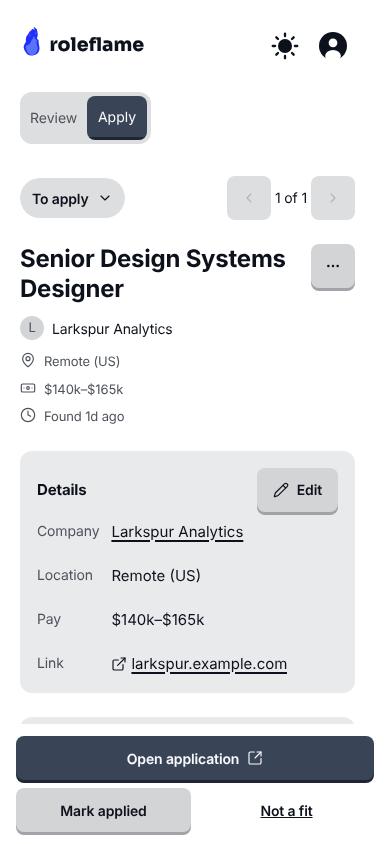 roleflame
Review
Apply
To apply
1 of 1
Senior Design Systems
Designer
...
L
Larkspur Analytics
Remote (US)
$140k–$165k
Found 1d ago
Details
Edit
Company Larkspur Analytics
Location Remote (US)
Pay $140k–$165k
Link larkspur.example.com
Open application
Mark applied
Not a fit